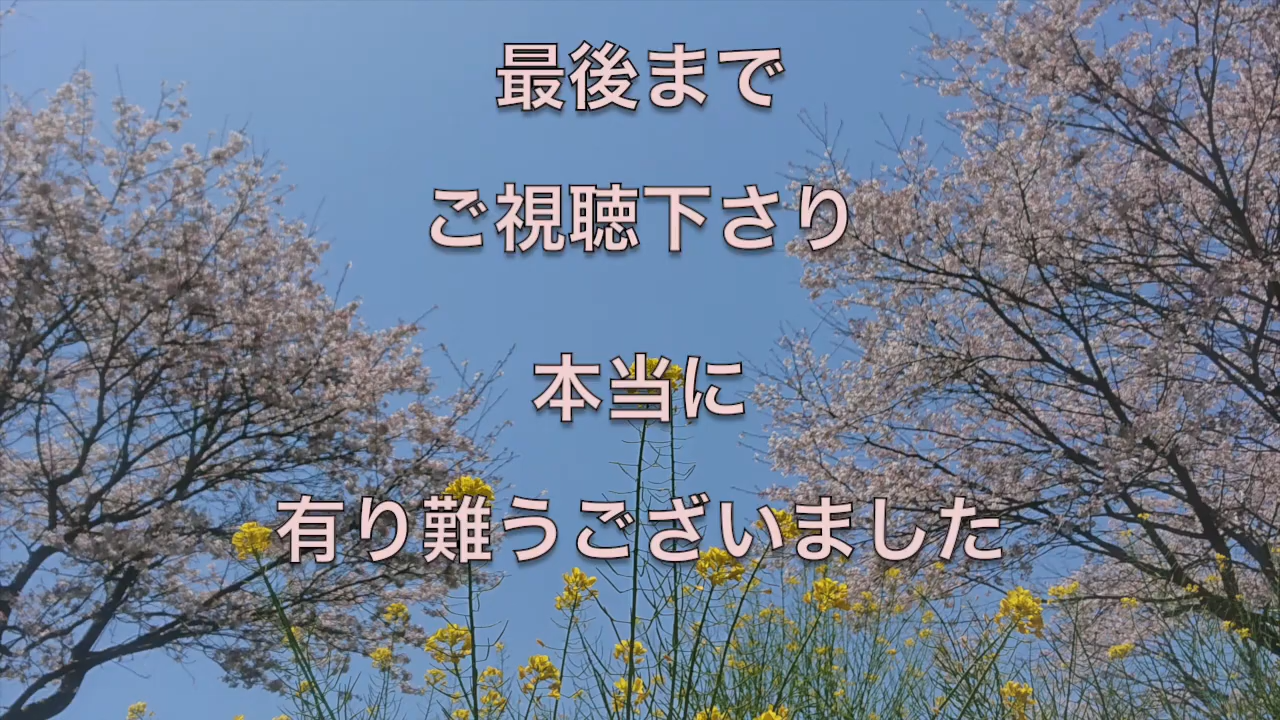 最後まで
ご視聴下さり
本当に
有り難うございました